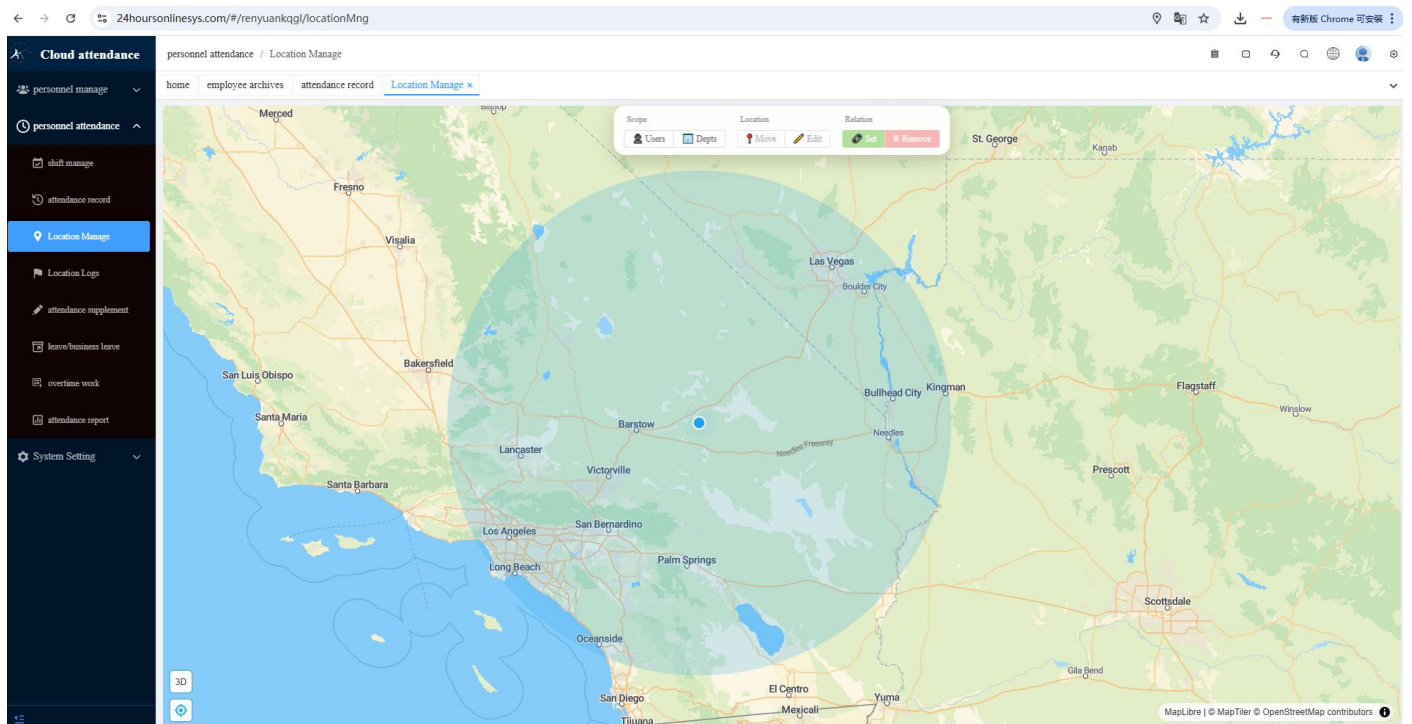 24hoursonlinesys.com/#/renyuankqgl/locationMng
有新版 Chrome 可安裝
Cloud attendance
personnel attendance / Location Manage
home
employee archives
attendance record
Location Manage ×
personnel manage
personnel attendance
shift manage
attendance record
Location Manage
Location Logs
attendance supplement
leave/business leave
overtime work
attendance report
System Setting
Scope
Location
Relation
Users
Depts
Move
Edit
Set
Remove
Merced
Bishop
St. George
Kanab
Fresno
Visalia
Las Vegas
Boulder City
Bakersfield
San Luis Obispo
Bullhead City
Kingman
Flagstaff
Winslow
Santa Maria
Barstow
Needles
Needles Freeway
Lancaster
Victorville
Prescott
Santa Barbara
San Bernardino
Los Angeles
Palm Springs
Long Beach
Scottsdale
Oceanside
Gila Bend
3D
El Centro
San Diego
Yuma
Mexicali
Tijuana
MapLibre | © MapTiler © OpenStreetMap contributors